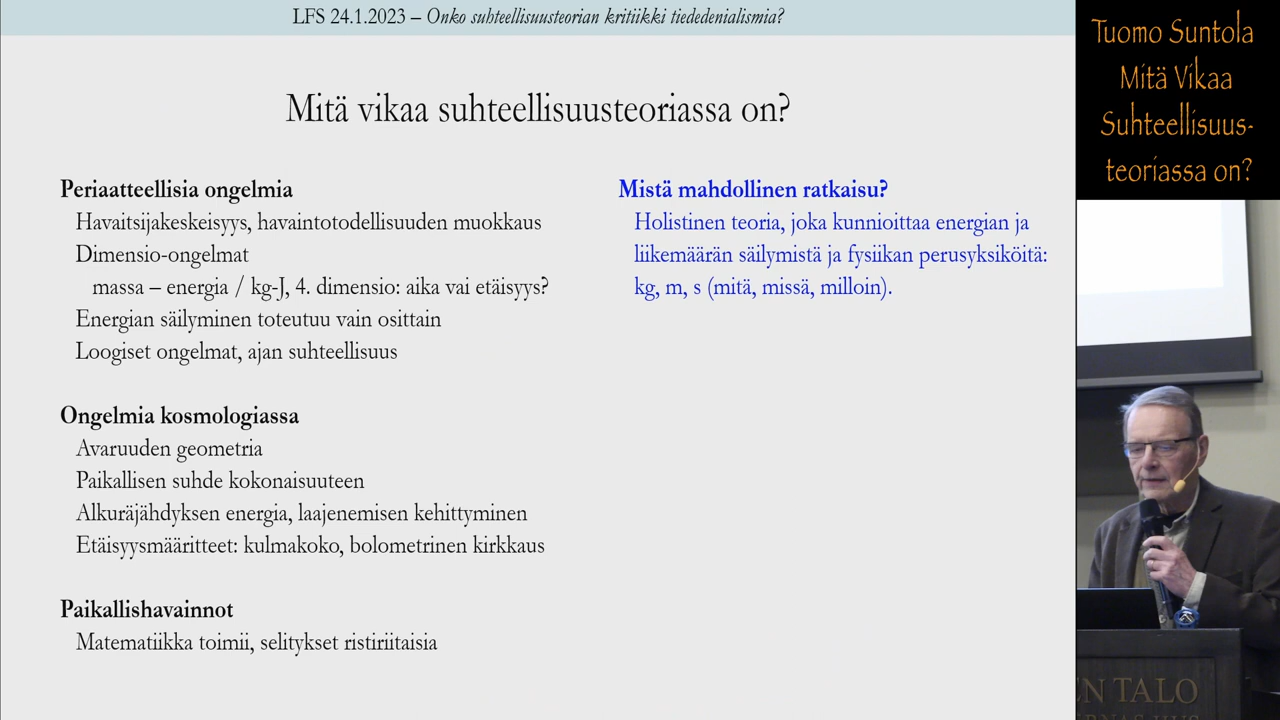 LFS 24.1.2023 – Onko suhteellisuusteorian kritiikki tiededenialismia?
Mitä vikaa suhteellisuusteoriassa on?
Periaatteellisia ongelmia
Havaitsijakeskeisyys, havaintotodellisuuden muokkaus
Dimensio-ongelmat
massa – energia / kg-J, 4. dimensio: aika vai etäisyys?
Energian säilyminen toteutuu vain osittain
Loogiset ongelmat, ajan suhteellisuus
Ongelmia kosmologiassa
Avaruuden geometria
Paikallisen suhde kokonaisuuteen
Alkuräjähdyksen energia, laajenemisen kehittyminen
Etäisyysmääritteet: kulmakoko, bolometrinen kirkkaus
Paikallishavainnot
Matematiikka toimii, selitykset ristiriitaisia
Mistä mahdollinen ratkaisu?
Holistinen teoria, joka kunnioittaa energian ja
liikemäärän säilymistä ja fysiikan perusyksiköitä:
kg, m, s (mitä, missä, milloin).
Tuomo Suntola
Mitä Vikaa
Suhteellisuus-
teoriassa on?
EN TALO